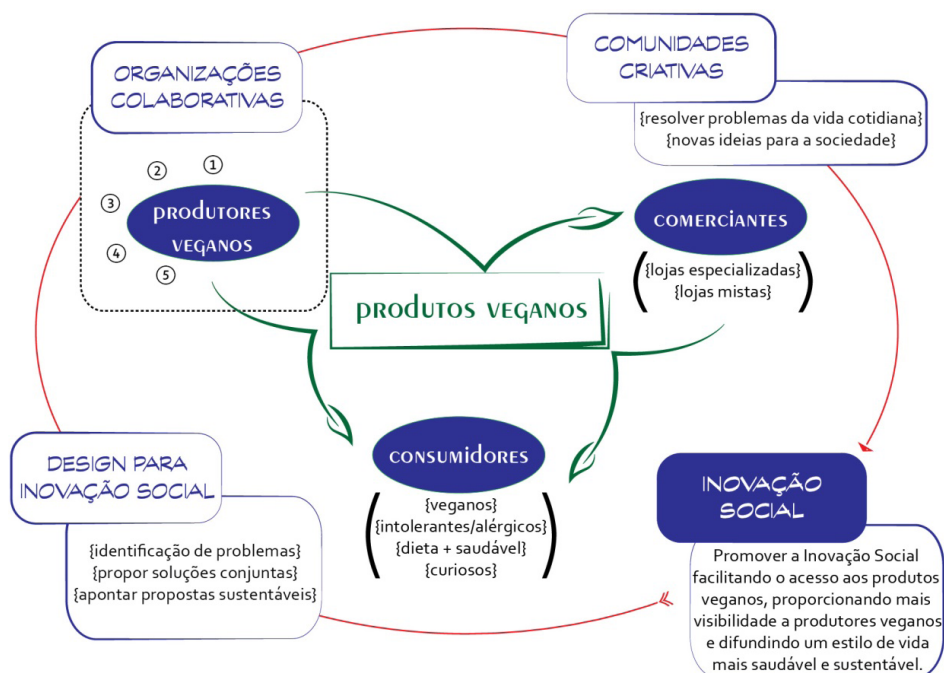 ORGANIZAÇÕES
COLABORATIVAS
①
②
③
④
⑤
PRODUTORES
VEGANOS
COMUNIDADES
CRIATIVAS
{resolver problemas da vida cotidiana}
{novas ideias para a sociedade}
COMERCIANTES
{lojas especializadas}
{lojas mistas}
PRODUTOS VEGANOS
CONSUMIDORES
{veganos}
{intolerantes/alérgicos}
{dieta + saudável}
{curiosos}
DESIGN PARA
INOVAÇÃO SOCIAL
{identificação de problemas}
{propor soluções conjuntas}
{apontar propostas sustentáveis}
INOVAÇÃO
SOCIAL
Promover a Inovação Social
facilitando o acesso aos produtos
veganos, proporcionando mais
visibilidade a produtores veganos
e difundindo um estilo de vida
mais saudável e sustentável.